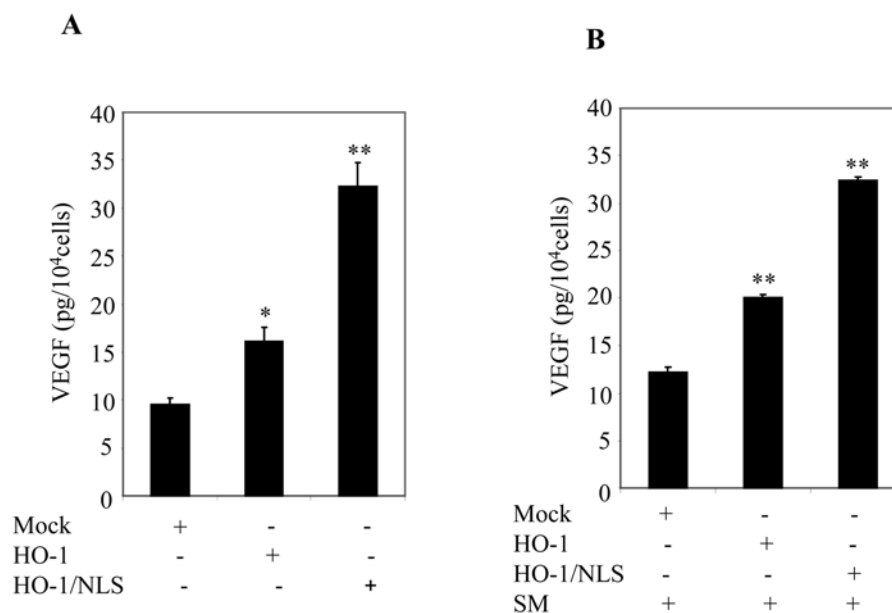 A
40
35
30
25
20
15
10
5
0
VEGF (pg/10⁴cells)
*
**
Mock + - -
HO-1 - + -
HO-1/NLS - - +
B
40
35
30
25
20
15
10
5
0
VEGF (pg/10⁴cells)
**
**
Mock + - -
HO-1 - + -
HO-1/NLS - - +
SM + + +